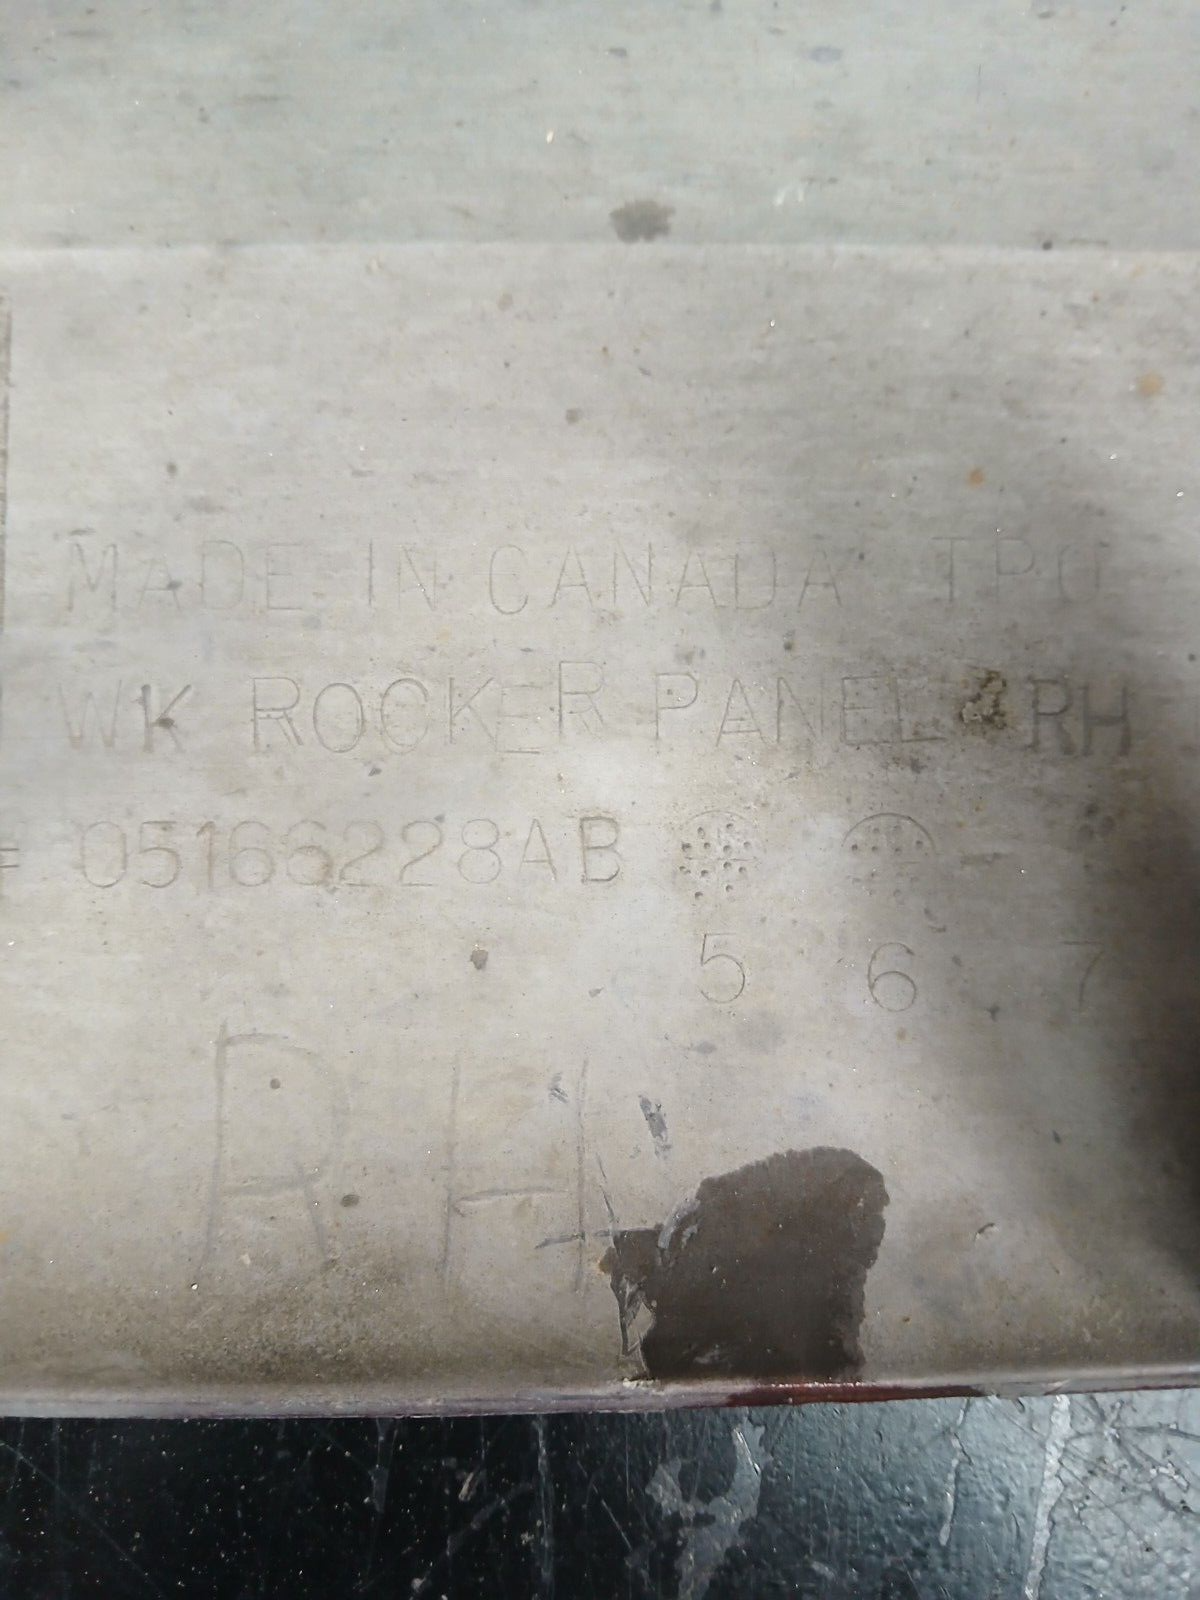 MADE IN CANADA TPO
WK ROCKER PANEL RH
05166228AB
5 6 7
RH